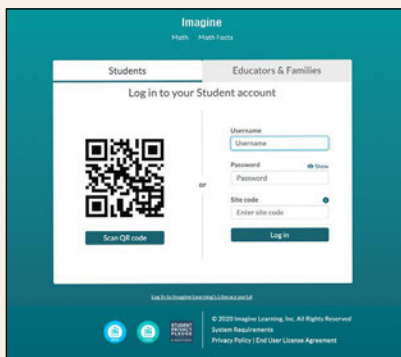 Imagine
Math Math Facts
Students
Educators & Families
Log in to your Student account
Scan QR code
or
Username
Username
Password
Show
Password
Site code
Enter site code
Log in
Log in to Imagine Learning's Literacy portal
STUDENT
PRIVACY
PLEDGE
© 2020 Imagine Learning, Inc. All Rights Reserved
System Requirements
Privacy Policy | End User License Agreement